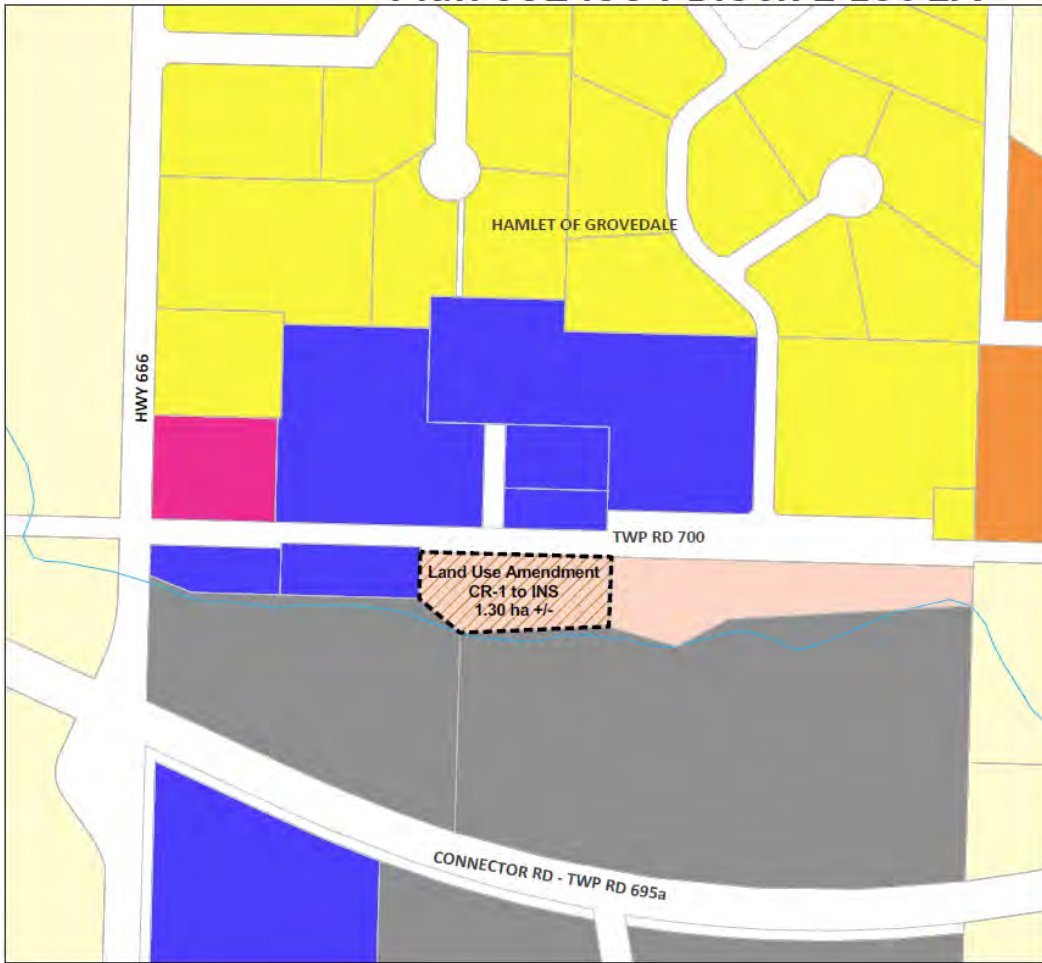 HAMLET OF GROVEDALE
HWY 666
TWP RD 700
Land Use Amendment
CR-1 to INS
1.30 ha +/-
CONNECTOR RD - TWP RD 695a